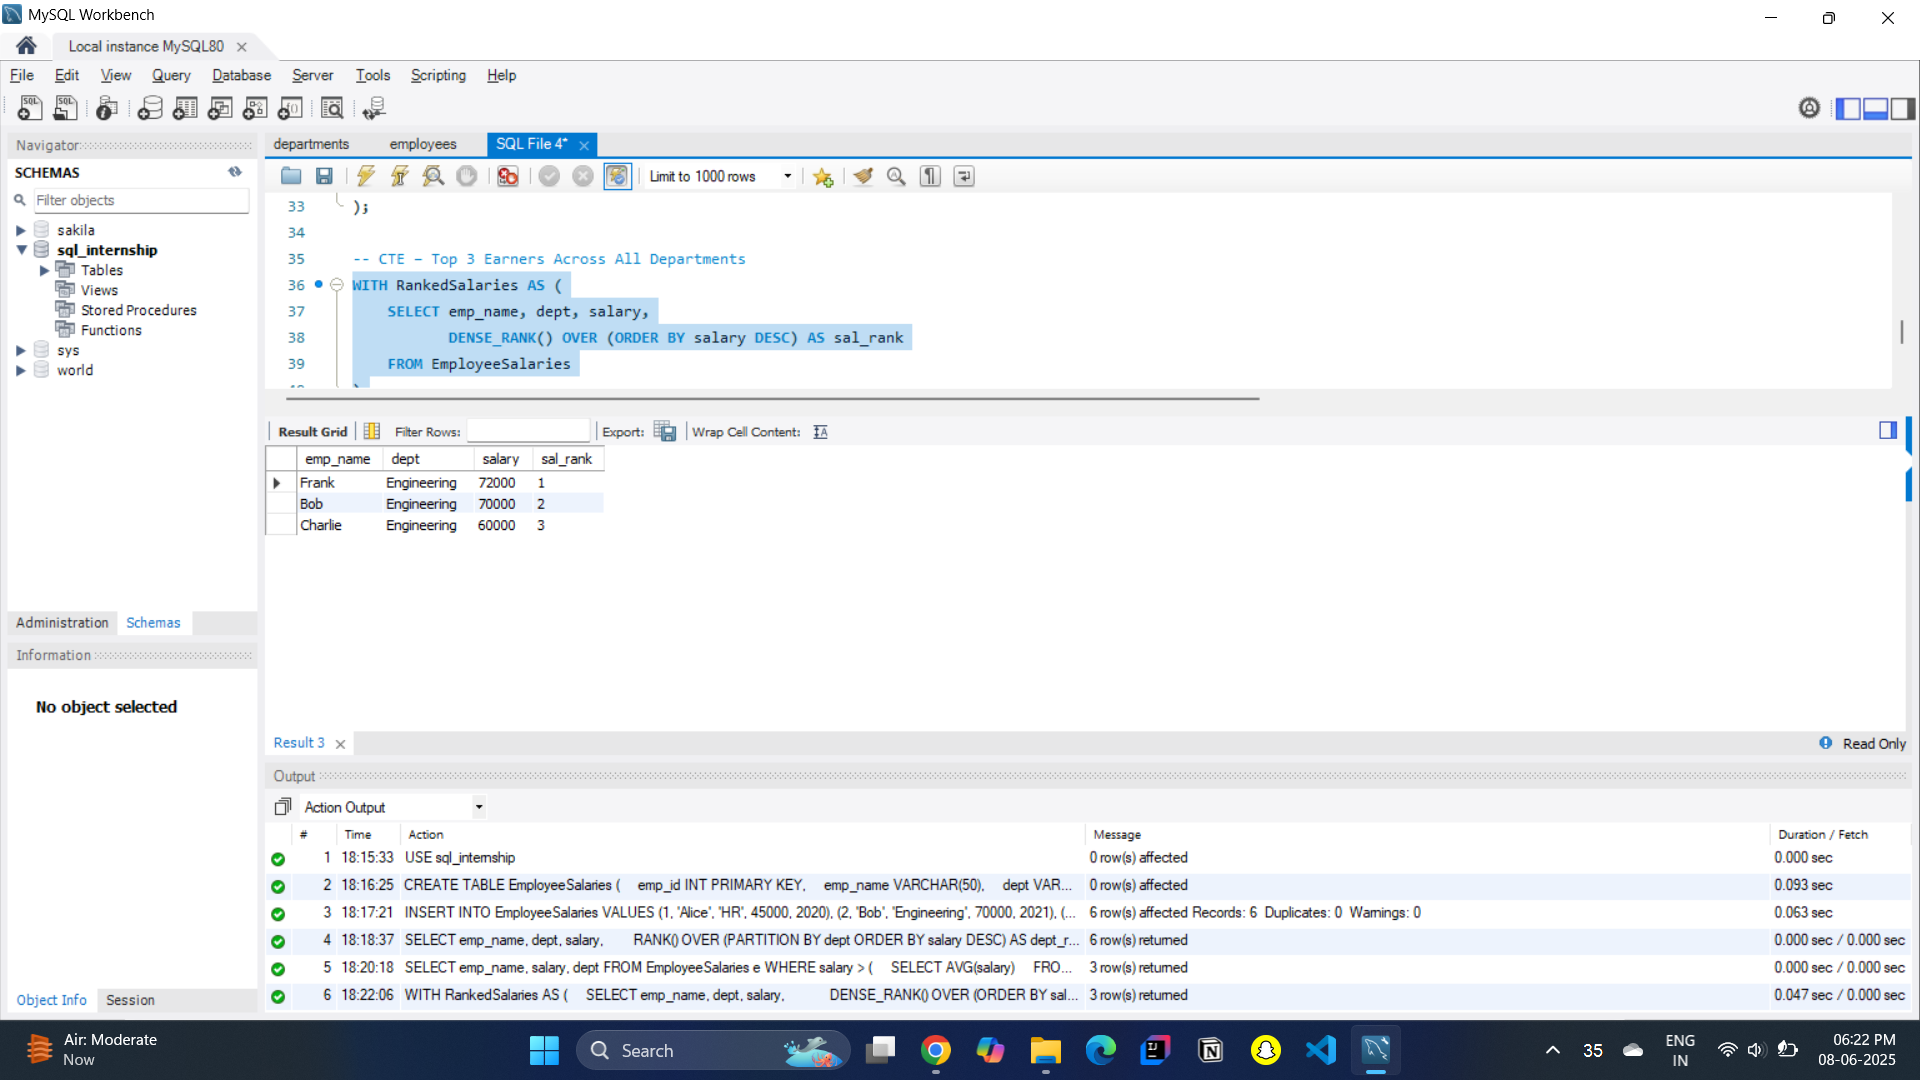 MySQL Workbench
Local instance MySQL80
File Edit View Query Database Server Tools Scripting Help
Navigator
SCHEMAS
Filter objects
sakila
sql_internship
Tables
Views
Stored Procedures
Functions
sys
world
Administration Schemas
Information
No object selected
Object Info Session
departments employees SQL File 4*
Limit to 1000 rows
33 );
34
35 -- CTE – Top 3 Earners Across All Departments
36 WITH RankedSalaries AS (
37 SELECT emp_name, dept, salary,
38 DENSE_RANK() OVER (ORDER BY salary DESC) AS sal_rank
39 FROM EmployeeSalaries
Result Grid Filter Rows: Export: Wrap Cell Content:
emp_name dept salary sal_rank
Frank Engineering 72000 1
Bob Engineering 70000 2
Charlie Engineering 60000 3
Result 3 Read Only
Output
Action Output
# Time Action Message Duration / Fetch
1 18:15:33 USE sql_internship 0 row(s) affected 0.000 sec
2 18:16:25 CREATE TABLE EmployeeSalaries ( emp_id INT PRIMARY KEY, emp_name VARCHAR(50), dept VAR... 0 row(s) affected 0.093 sec
3 18:17:21 INSERT INTO EmployeeSalaries VALUES (1, 'Alice', 'HR', 45000, 2020), (2, 'Bob', 'Engineering', 70000, 2021), (... 6 row(s) affected Records: 6 Duplicates: 0 Warnings: 0 0.063 sec
4 18:18:37 SELECT emp_name, dept, salary, RANK() OVER (PARTITION BY dept ORDER BY salary DESC) AS dept_r... 6 row(s) returned 0.000 sec / 0.000 sec
5 18:20:18 SELECT emp_name, salary, dept FROM EmployeeSalaries e WHERE salary > ( SELECT AVG(salary) FRO... 3 row(s) returned 0.000 sec / 0.000 sec
6 18:22:06 WITH RankedSalaries AS ( SELECT emp_name, dept, salary, DENSE_RANK() OVER (ORDER BY sal... 3 row(s) returned 0.047 sec / 0.000 sec
Air: Moderate
Now
Search
35
ENG
IN
06:22 PM
08-06-2025